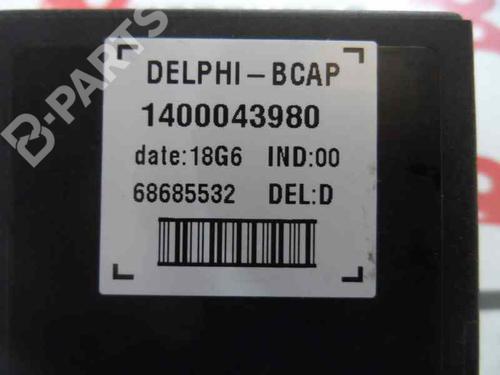 DELPHI-BCAP
1400043980
date:18G6 IND:00
68685532 DEL:D
B-PARTS